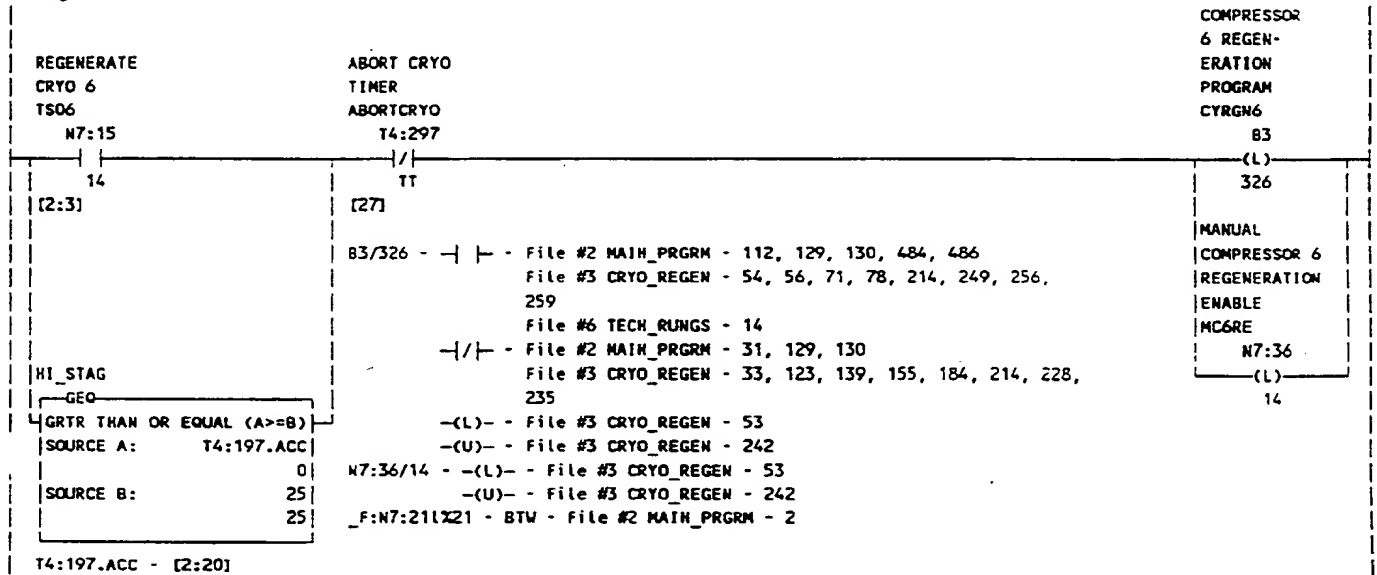 COMPRESSOR
6 REGEN-
REGENERATE ABORT CRYO ERATION
CRYO 6 TIMER PROGRAM
TS06 ABORTCRYO CYRGN6
N7:15 T4:297 B3
(L)
14 TT 326
[2:3] [27]
MANUAL
B3/326 - -| |- - File #2 MAIN_PRGRM - 112, 129, 130, 484, 486 COMPRESSOR 6
File #3 CRYO_REGEN - 54, 56, 71, 78, 214, 249, 256, REGENERATION
259 ENABLE
File #6 TECH_RUNGS - 14 MC6RE
-|/|- - File #2 MAIN_PRGRM - 31, 129, 130 N7:36
HI_STAG File #3 CRYO_REGEN - 33, 123, 139, 155, 184, 214, 228, (L)
GEQ 235 14
GRTR THAN OR EQUAL (A>=B) -(L)- - File #3 CRYO_REGEN - 53
SOURCE A: T4:197.ACC -(U)- - File #3 CRYO_REGEN - 242
0 N7:36/14 - -(L)- - File #3 CRYO_REGEN - 53
SOURCE B: 25 -(U)- - File #3 CRYO_REGEN - 242
25 _F:N7:21L%21 - BTW - File #2 MAIN_PRGRM - 2
T4:197.ACC - [2:20]